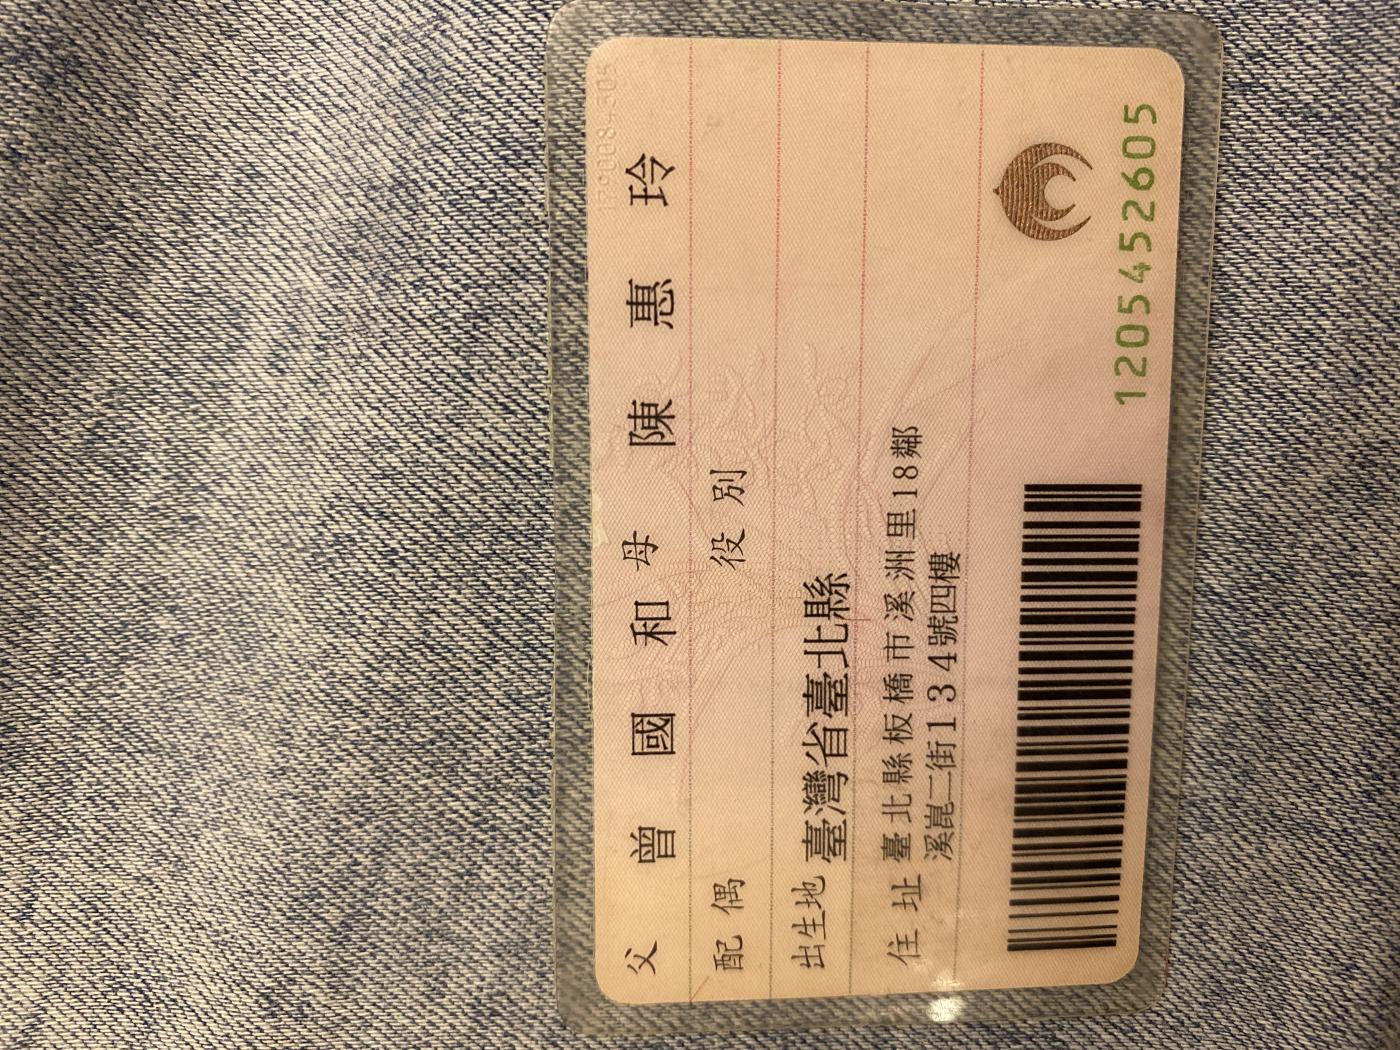 父 曾國和 母 陳惠玲
配偶 役別
出生地 臺灣省臺北縣
住址 臺北縣板橋市溪洲里18鄰
溪崑二街134號四樓
1205452605